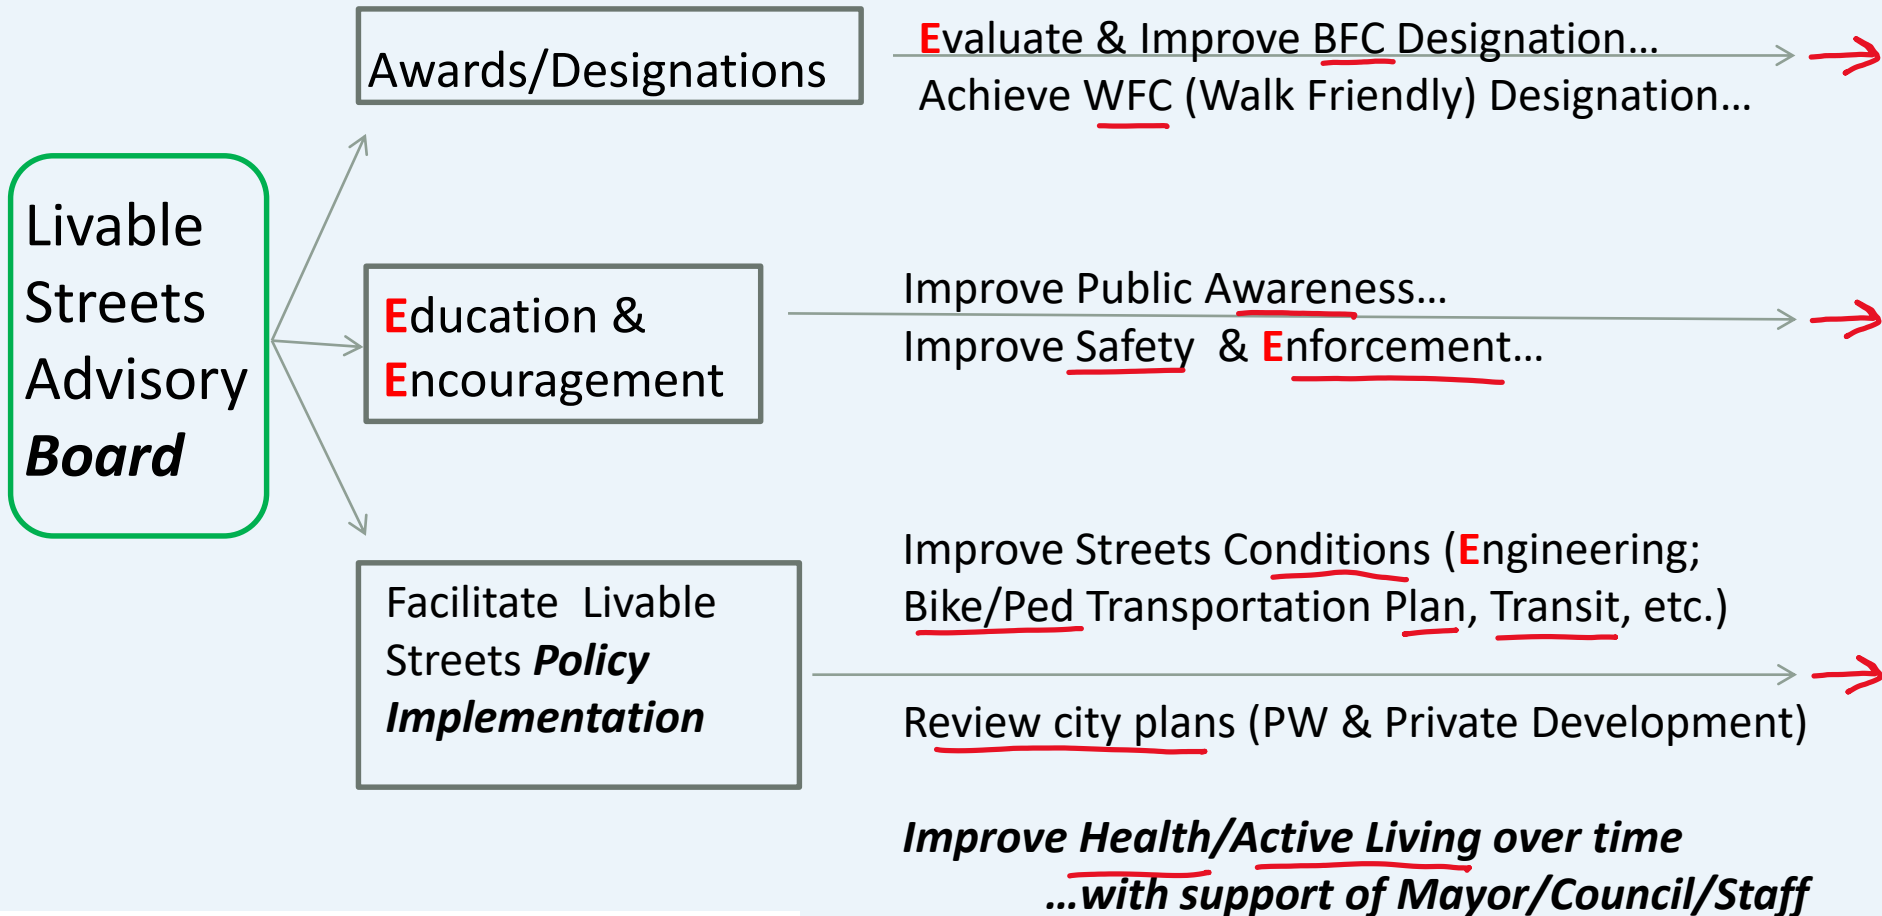 Livable
Streets
Advisory
Board
Awards/Designations
Evaluate & Improve BFC Designation...
Achieve WFC (Walk Friendly) Designation...
Education &
Encouragement
Improve Public Awareness...
Improve Safety & Enforcement...
Facilitate Livable
Streets Policy
Implementation
Improve Streets Conditions (Engineering;
Bike/Ped Transportation Plan, Transit, etc.)
Review city plans (PW & Private Development)
Improve Health/Active Living over time
...with support of Mayor/Council/Staff